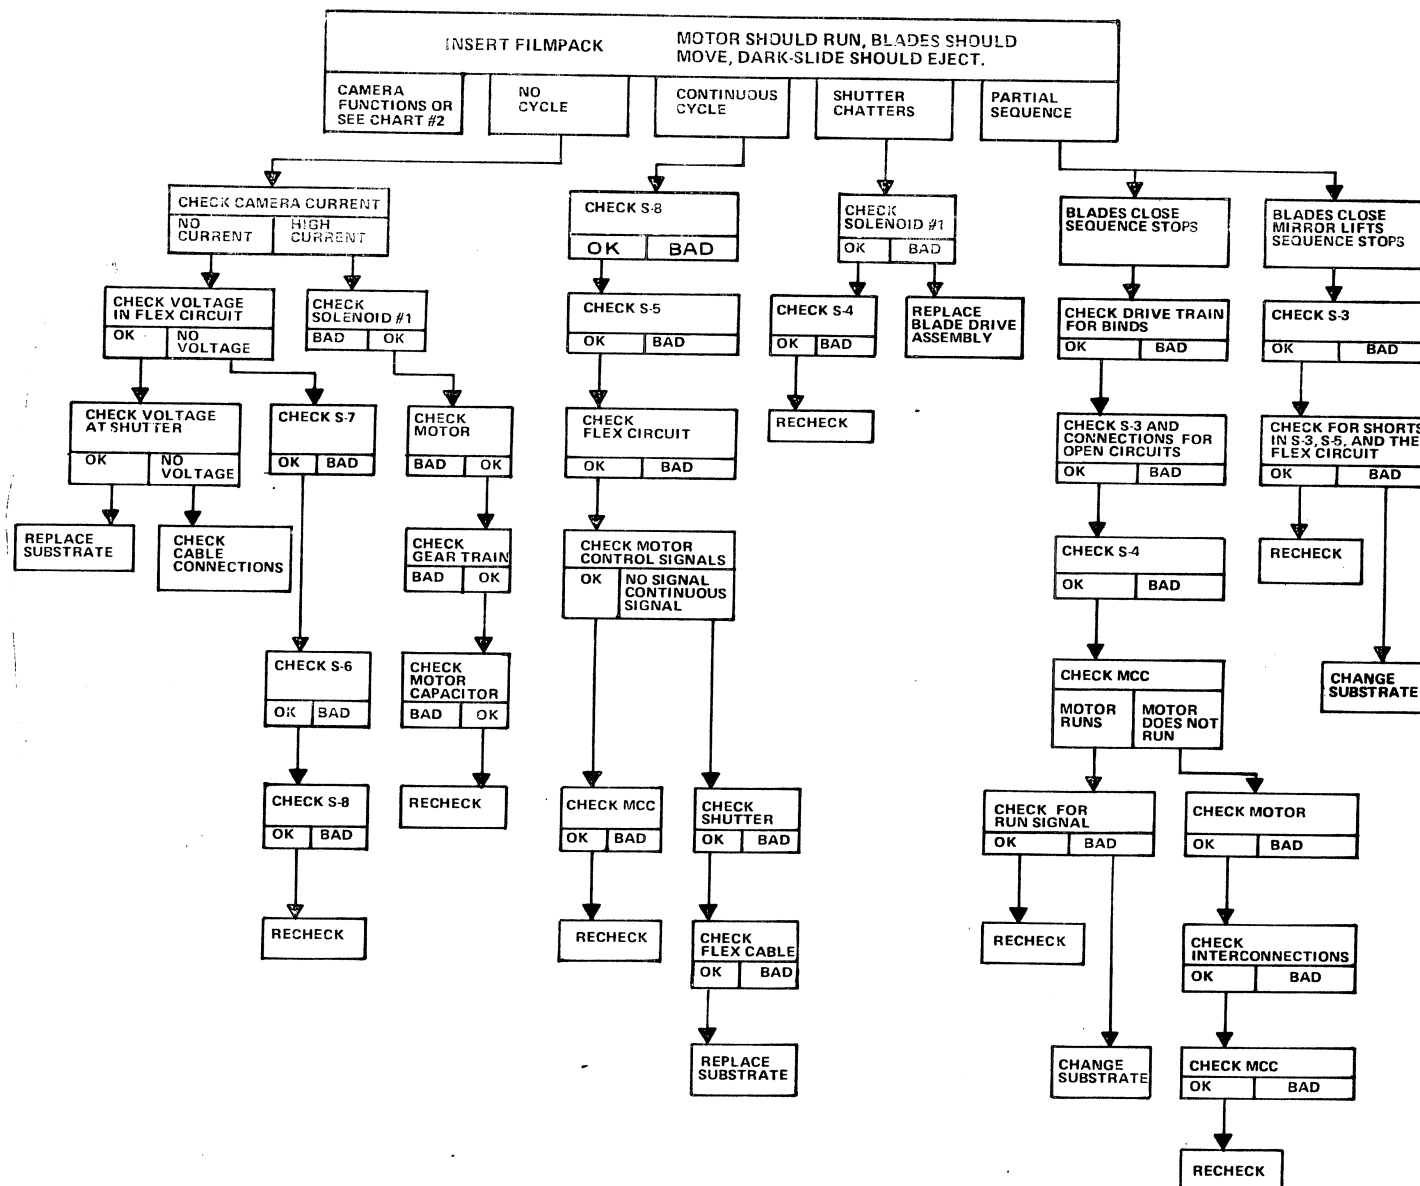 INSERT FILMPACK
MOTOR SHOULD RUN, BLADES SHOULD
MOVE, DARK-SLIDE SHOULD EJECT.
CAMERA
FUNCTIONS OR
SEE CHART #2
NO
CYCLE
CONTINUOUS
CYCLE
SHUTTER
CHATTERS
PARTIAL
SEQUENCE
CHECK CAMERA CURRENT
NO
CURRENT
HIGH
CURRENT
CHECK VOLTAGE
IN FLEX CIRCUIT
OK
NO
VOLTAGE
CHECK
SOLENOID #1
BAD
OK
CHECK VOLTAGE
AT SHUTTER
OK
NO
VOLTAGE
CHECK S-7
OK
BAD
CHECK
MOTOR
BAD
OK
REPLACE
SUBSTRATE
CHECK
CABLE
CONNECTIONS
CHECK
GEAR TRAIN
BAD
OK
CHECK S-6
OK
BAD
CHECK
MOTOR
CAPACITOR
BAD
OK
CHECK S-8
OK
BAD
RECHECK
RECHECK
CHECK S-8
OK
BAD
CHECK S-5
OK
BAD
CHECK
FLEX CIRCUIT
OK
BAD
CHECK MOTOR
CONTROL SIGNALS
OK
NO SIGNAL
CONTINUOUS
SIGNAL
CHECK MCC
OK
BAD
RECHECK
CHECK
SHUTTER
OK
BAD
CHECK
FLEX CABLE
OK
BAD
REPLACE
SUBSTRATE
CHECK
SOLENOID #1
OK
BAD
CHECK S-4
OK
BAD
REPLACE
BLADE DRIVE
ASSEMBLY
RECHECK
BLADES CLOSE
SEQUENCE STOPS
CHECK DRIVE TRAIN
FOR BINDS
OK
BAD
CHECK S-3 AND
CONNECTIONS FOR
OPEN CIRCUITS
OK
BAD
CHECK S-4
OK
BAD
CHECK MCC
MOTOR
RUNS
MOTOR
DOES NOT
RUN
CHECK FOR
RUN SIGNAL
OK
BAD
RECHECK
CHANGE
SUBSTRATE
CHECK MOTOR
OK
BAD
CHECK
INTERCONNECTIONS
OK
BAD
CHECK MCC
OK
BAD
RECHECK
BLADES CLOSE
MIRROR LIFTS
SEQUENCE STOPS
CHECK S-3
OK
BAD
CHECK FOR SHORTS
IN S-3, S-5, AND THE
FLEX CIRCUIT
OK
BAD
RECHECK
CHANGE
SUBSTRATE